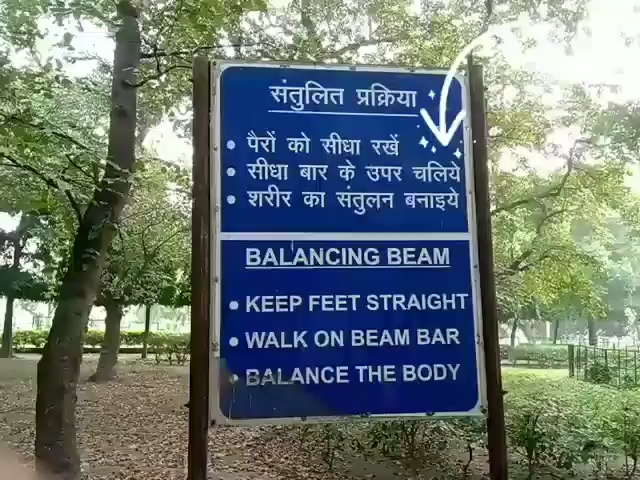 संतुलित प्रक्रिया
• पैरों को सीधा रखें
• सीधा बार के उपर चलिये
• शरीर का संतुलन बनाइये
BALANCING BEAM
• KEEP FEET STRAIGHT
• WALK ON BEAM BAR
• BALANCE THE BODY